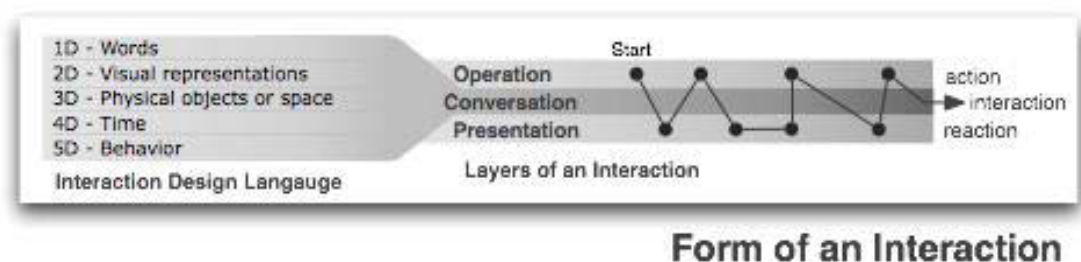 1D - Words
2D - Visual representations
3D - Physical objects or space
4D - Time
5D - Behavior
Interaction Design Langauge
Operation
Conversation
Presentation
Layers of an Interaction
Start
action
interaction
reaction
Form of an Interaction